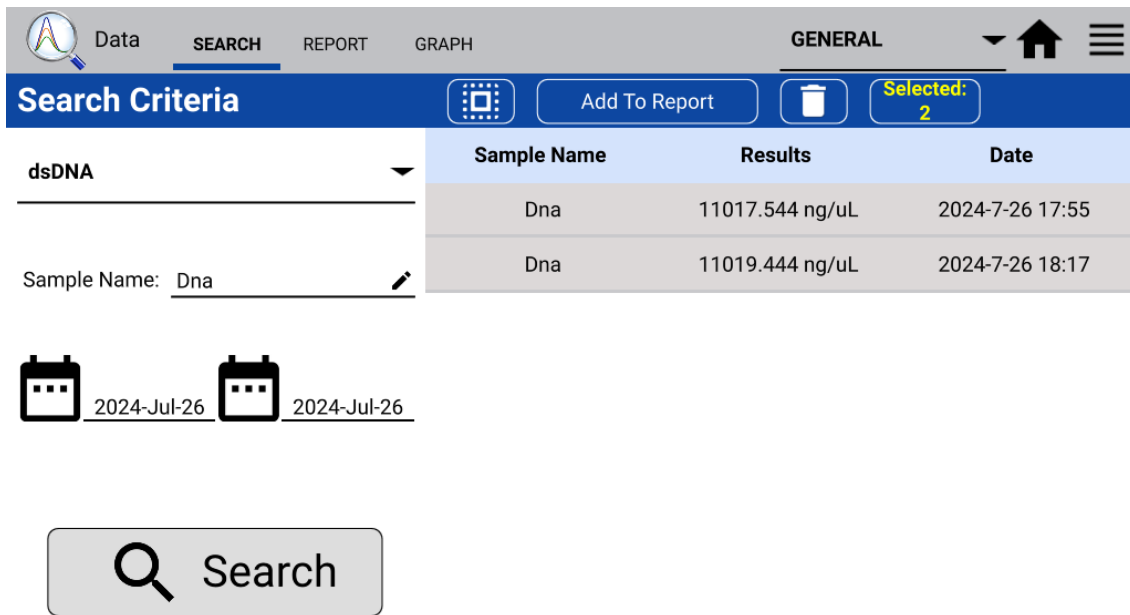 Data SEARCH REPORT GRAPH GENERAL
Search Criteria Add To Report Selected:
2
dsDNA
Sample Name Results Date
Dna 11017.544 ng/uL 2024-7-26 17:55
Dna 11019.444 ng/uL 2024-7-26 18:17
Sample Name: Dna
2024-Jul-26 2024-Jul-26
Search